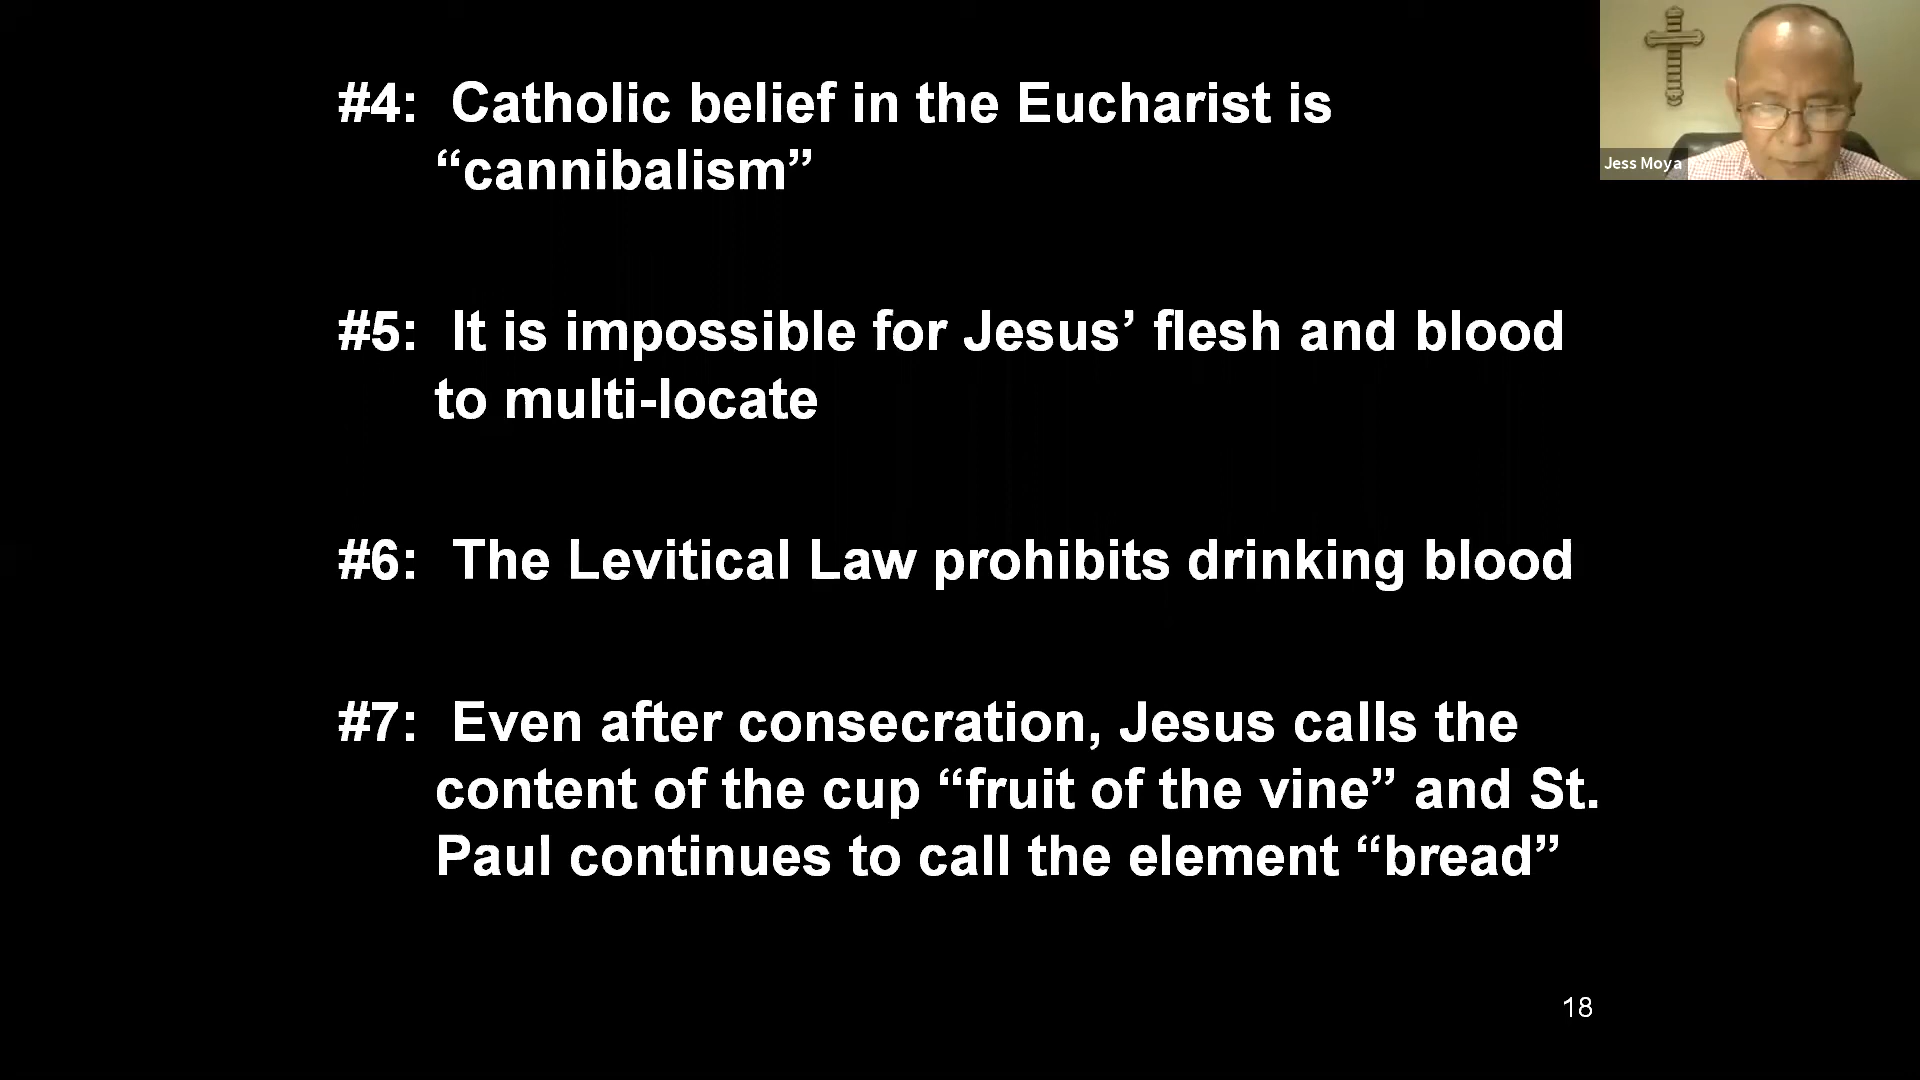 #4: Catholic belief in the Eucharist is
“cannibalism”
#5: It is impossible for Jesus’ flesh and blood
to multi-locate
#6: The Levitical Law prohibits drinking blood
#7: Even after consecration, Jesus calls the
content of the cup “fruit of the vine” and St.
Paul continues to call the element “bread”
18
Jess Moya